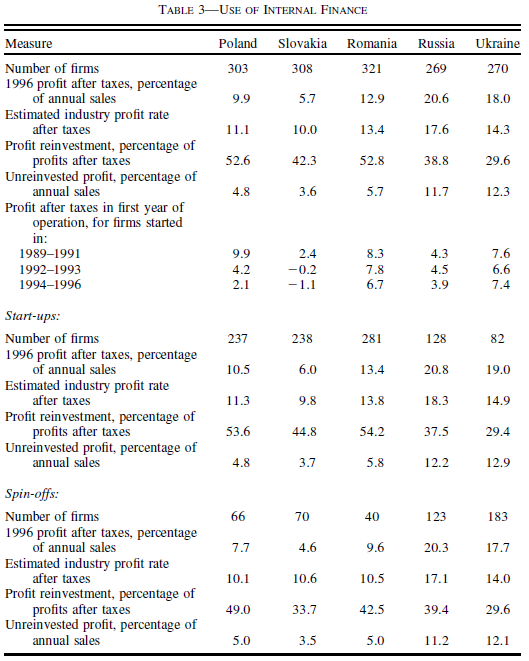 TABLE 3—USE OF INTERNAL FINANCE
Measure Poland Slovakia Romania Russia Ukraine
Number of firms 303 308 321 269 270
1996 profit after taxes, percentage
of annual sales 9.9 5.7 12.9 20.6 18.0
Estimated industry profit rate
after taxes 11.1 10.0 13.4 17.6 14.3
Profit reinvestment, percentage of
profits after taxes 52.6 42.3 52.8 38.8 29.6
Unreinvested profit, percentage of
annual sales 4.8 3.6 5.7 11.7 12.3
Profit after taxes in first year of
operation, for firms started
in:
1989–1991 9.9 2.4 8.3 4.3 7.6
1992–1993 4.2 −0.2 7.8 4.5 6.6
1994–1996 2.1 −1.1 6.7 3.9 7.4
Start-ups:
Number of firms 237 238 281 128 82
1996 profit after taxes, percentage
of annual sales 10.5 6.0 13.4 20.8 19.0
Estimated industry profit rate
after taxes 11.3 9.8 13.8 18.3 14.9
Profit reinvestment, percentage of
profits after taxes 53.6 44.8 54.2 37.5 29.4
Unreinvested profit, percentage of
annual sales 4.8 3.7 5.8 12.2 12.9
Spin-offs:
Number of firms 66 70 40 123 183
1996 profit after taxes, percentage
of annual sales 7.7 4.6 9.6 20.3 17.7
Estimated industry profit rate
after taxes 10.1 10.6 10.5 17.1 14.0
Profit reinvestment, percentage of
profits after taxes 49.0 33.7 42.5 39.4 29.6
Unreinvested profit, percentage of
annual sales 5.0 3.5 5.0 11.2 12.1